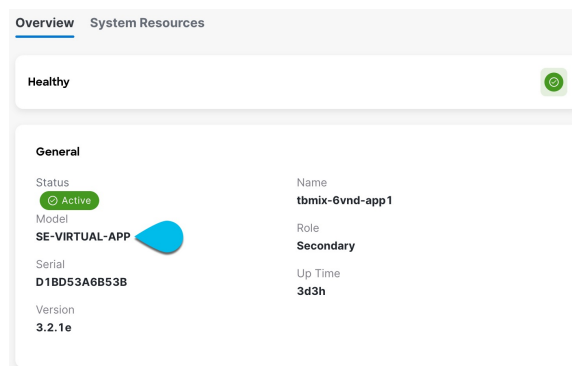 Overview System Resources
Healthy
General
Status
Active
Model
SE-VIRTUAL-APP
Serial
D1BD53A6B53B
Version
3.2.1e
Name
tbmix-6vnd-app1
Role
Secondary
Up Time
3d3h